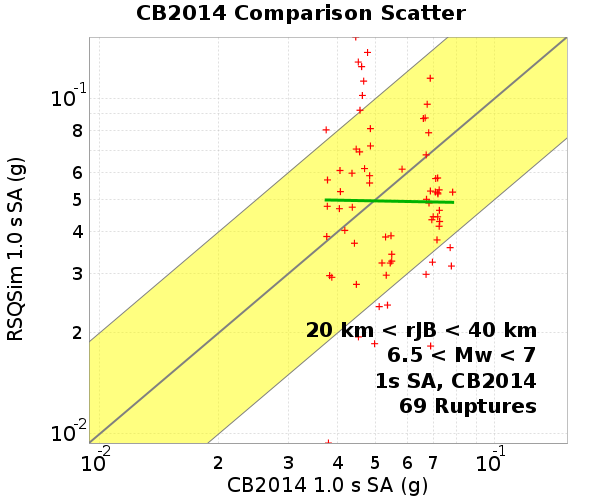 CB2014 Comparison Scatter
RSQSim 1.0 s SA (g)
10^-1
8
6
5
4
3
2
10^-2
20 km < rJB < 40 km
6.5 < Mw < 7
1s SA, CB2014
69 Ruptures
10^-2 2 3 4 5 6 7 10^-1
CB2014 1.0 s SA (g)